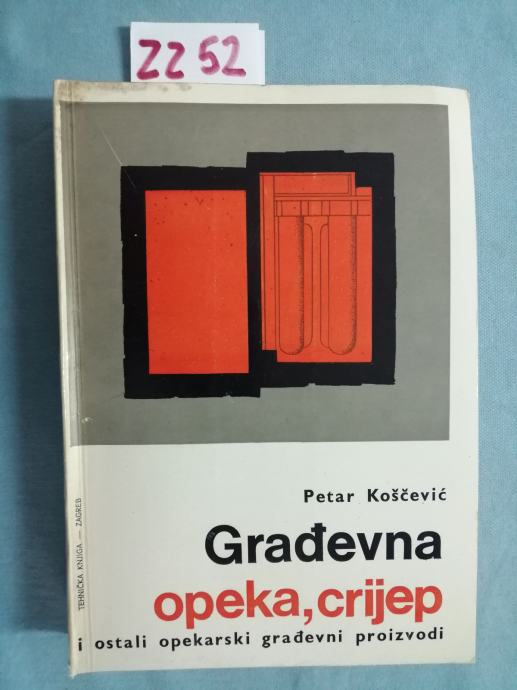 ZZ 52
Petar Koščević
Građevna
opeka, crijep
i ostali opekarski građevni proizvodi
TEHNIČKA KNJIGA — ZAGREB